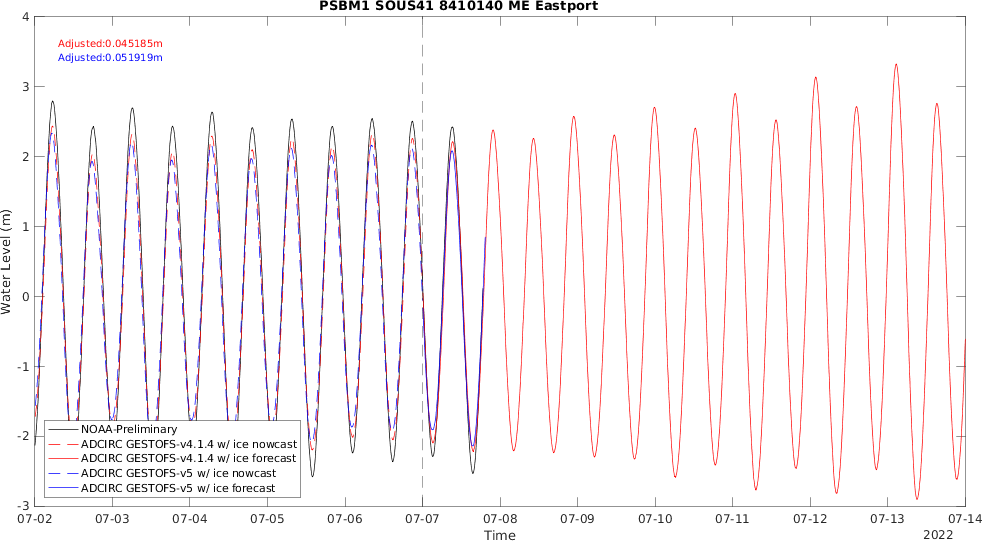 PSBM1 SOUS41 8410140 ME Eastport
Adjusted:0.045185m
Adjusted:0.051919m
Water Level (m)
4
3
2
1
0
-1
-2
-3
NOAA-Preliminary
ADCIRC GESTOFS-v4.1.4 w/ ice nowcast
ADCIRC GESTOFS-v4.1.4 w/ ice forecast
ADCIRC GESTOFS-v5 w/ ice nowcast
ADCIRC GESTOFS-v5 w/ ice forecast
07-02 07-03 07-04 07-05 07-06 07-07 07-08 07-09 07-10 07-11 07-12 07-13 07-14
Time
2022